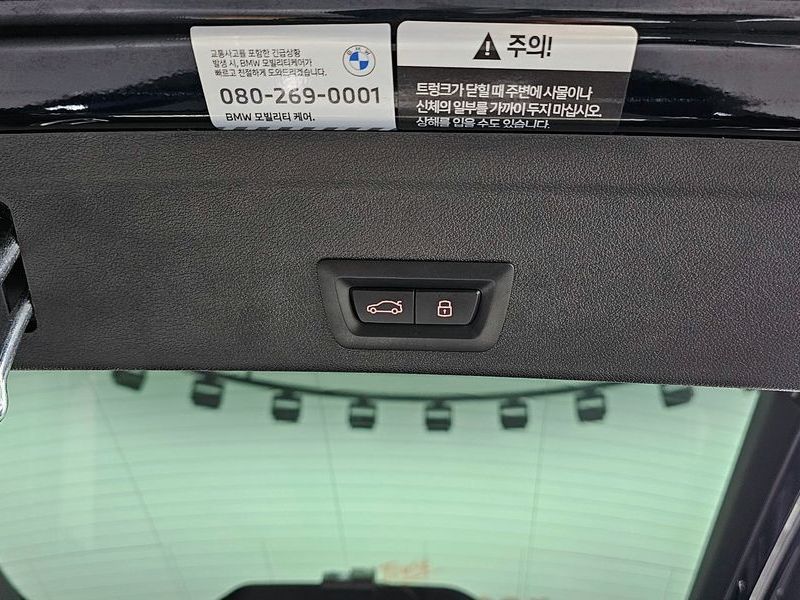 교통사고를 포함한 긴급상황
발생 시, BMW 모빌리티케어가
빠르고 친절하게 도와드리겠습니다.
BMW
080-269-0001
BMW 모빌리티 케어.
주의!
트렁크가 닫힐 때 주변에 사물이나
신체의 일부를 가까이 두지 마십시오.
상해를 입을 수도 있습니다.